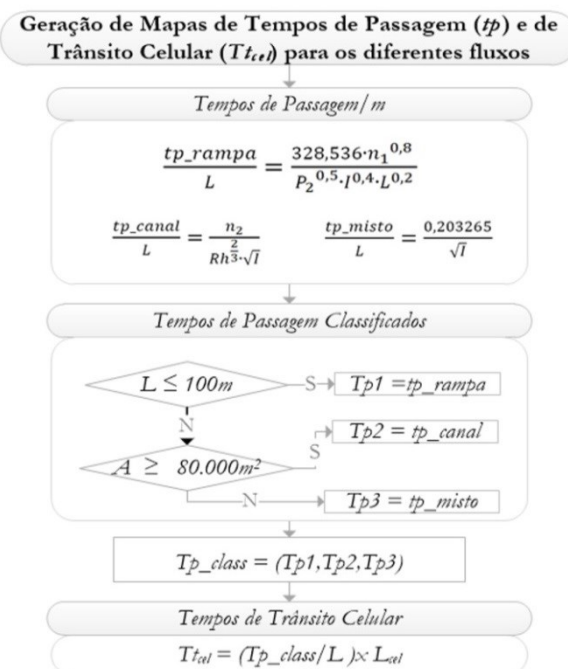 Geração de Mapas de Tempos de Passagem (tp) e de
Trânsito Celular (Tt_cel) para os diferentes fluxos
Tempos de Passagem/m
tp_rampa/L = 328,536·n₁^0,8/(P₂^0,5·I^0,4·L^0,2)
tp_canal/L = n₂/(Rh^(2/3)·√I)
tp_misto/L = 0,203265/√I
Tempos de Passagem Classificados
L ≤ 100m
S
Tp1 =tp_rampa
N
Tp2 = tp_canal
S
A ≥ 80.000m²
N
Tp3 = tp_misto
Tp_class = (Tp1,Tp2,Tp3)
Tempos de Trânsito Celular
Tt_cel = (Tp_class/L )× L_cel